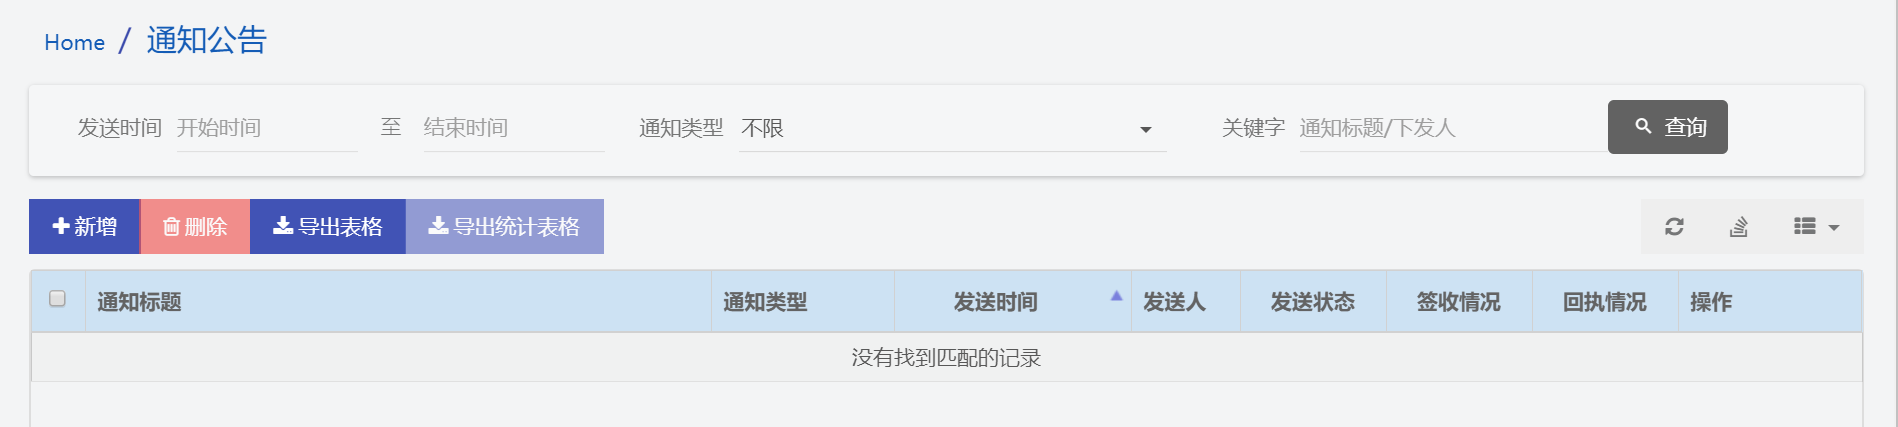 Home / 通知公告
发送时间 开始时间 至 结束时间 通知类型 不限 关键字 通知标题/下发人 查询
新增 删除 导出表格 导出统计表格
通知标题 通知类型 发送时间 发送人 发送状态 签收情况 回执情况 操作
没有找到匹配的记录